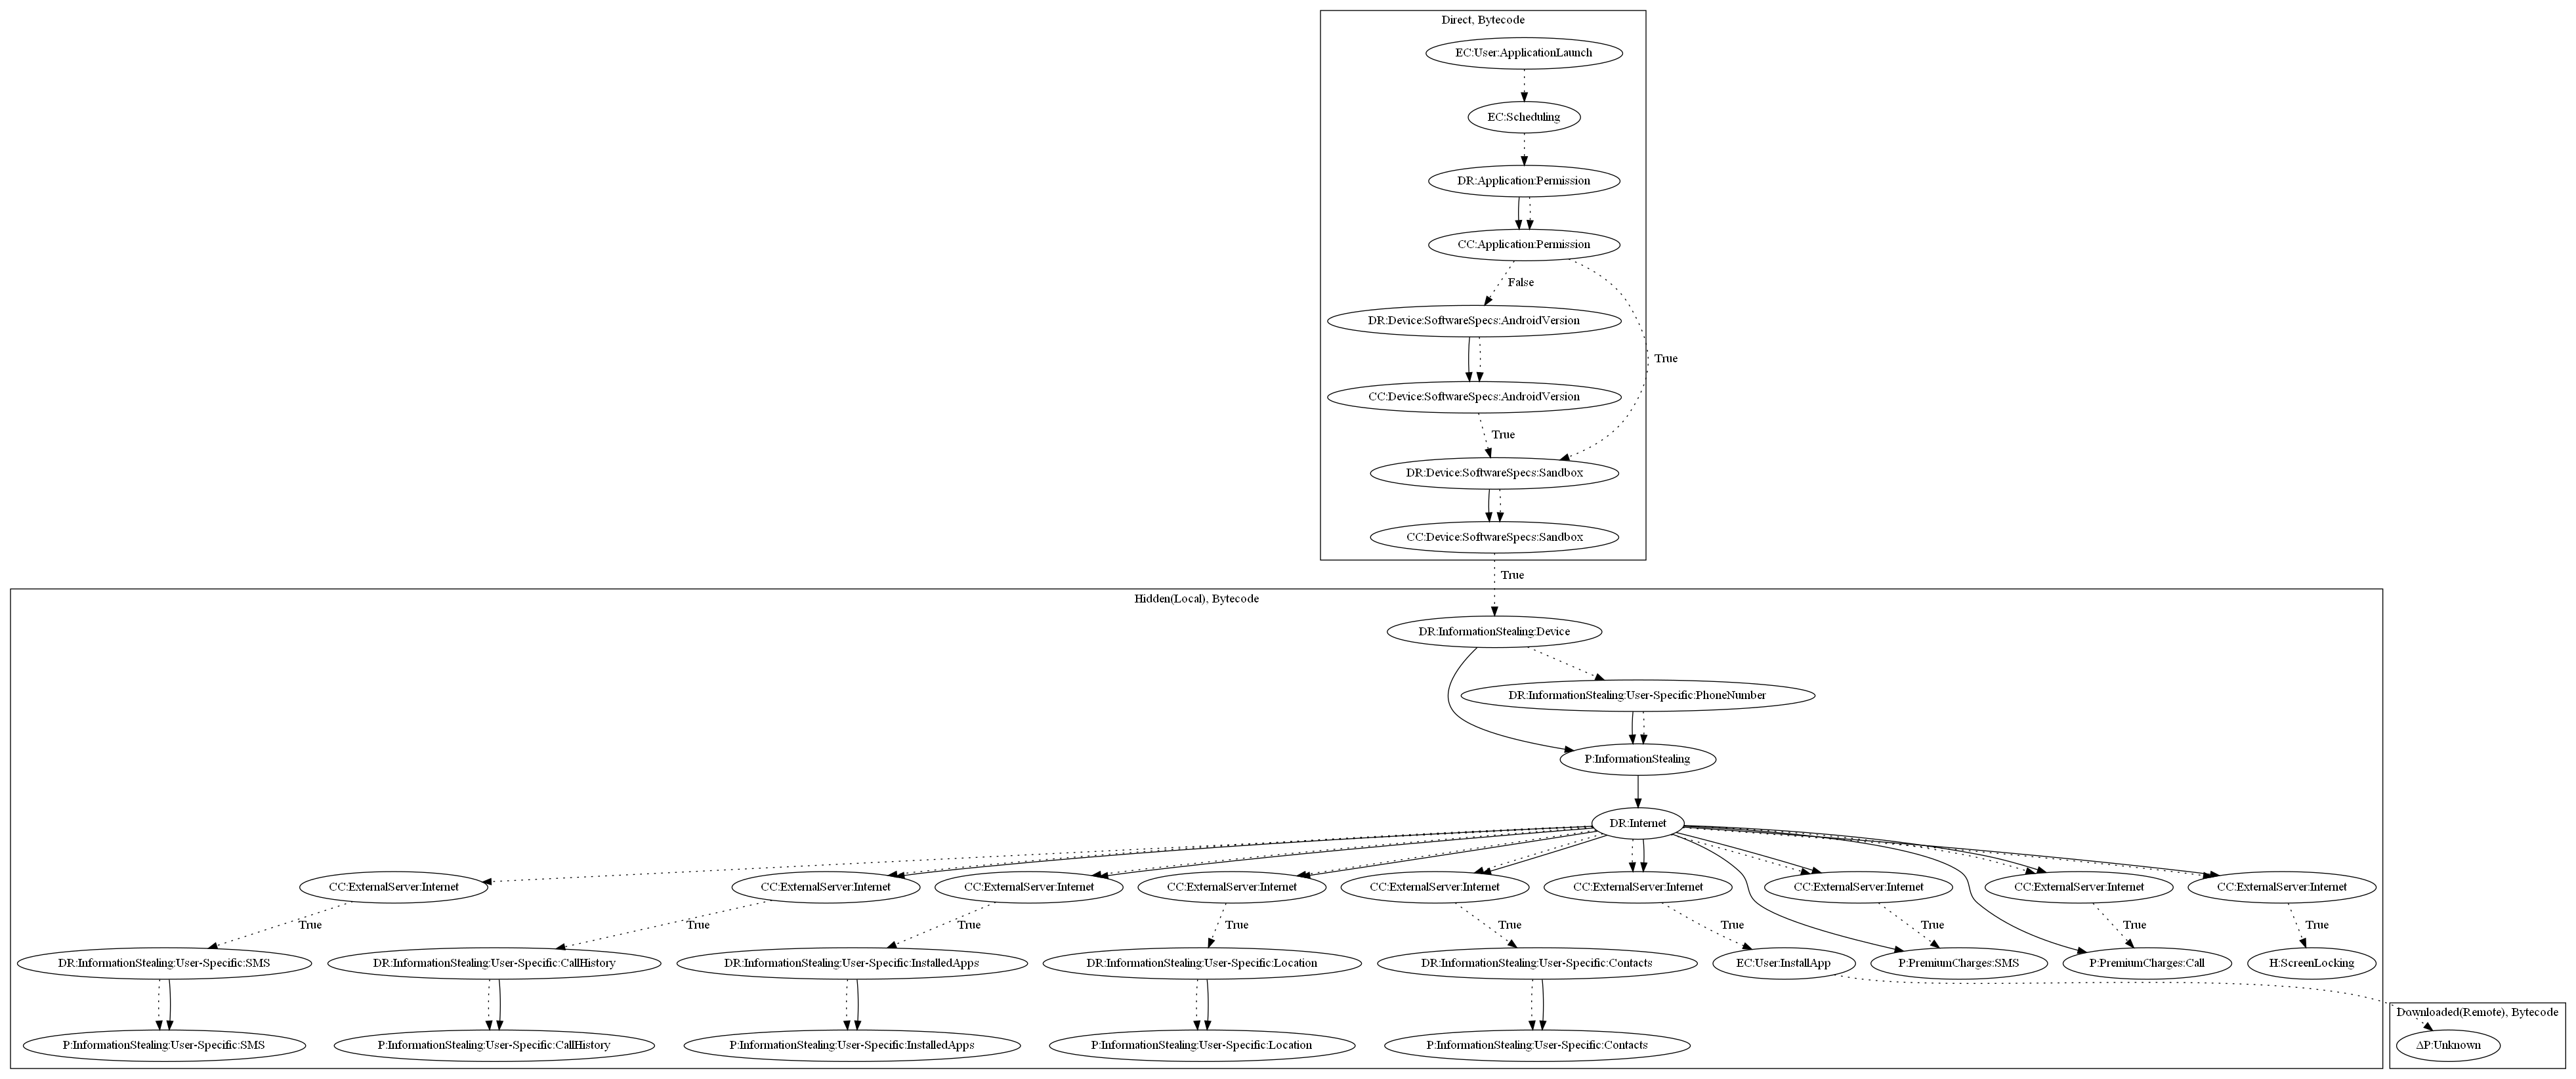 Direct, Bytecode
EC:User:ApplicationLaunch
EC:Scheduling
DR:Application:Permission
CC:Application:Permission
False
DR:Device:SoftwareSpecs:AndroidVersion
True
CC:Device:SoftwareSpecs:AndroidVersion
True
DR:Device:SoftwareSpecs:Sandbox
CC:Device:SoftwareSpecs:Sandbox
True
Hidden(Local), Bytecode
DR:InformationStealing:Device
DR:InformationStealing:User-Specific:PhoneNumber
P:InformationStealing
DR:Internet
CC:ExternalServer:Internet
CC:ExternalServer:Internet
CC:ExternalServer:Internet
CC:ExternalServer:Internet
CC:ExternalServer:Internet
CC:ExternalServer:Internet
CC:ExternalServer:Internet
CC:ExternalServer:Internet
CC:ExternalServer:Internet
True
True
True
True
True
True
True
True
True
DR:InformationStealing:User-Specific:SMS
DR:InformationStealing:User-Specific:CallHistory
DR:InformationStealing:User-Specific:InstalledApps
DR:InformationStealing:User-Specific:Location
DR:InformationStealing:User-Specific:Contacts
EC:User:InstallApp
P:PremiumCharges:SMS
P:PremiumCharges:Call
H:ScreenLocking
Downloaded(Remote), Bytecode
P:InformationStealing:User-Specific:SMS
P:InformationStealing:User-Specific:CallHistory
P:InformationStealing:User-Specific:InstalledApps
P:InformationStealing:User-Specific:Location
P:InformationStealing:User-Specific:Contacts
ΔP:Unknown